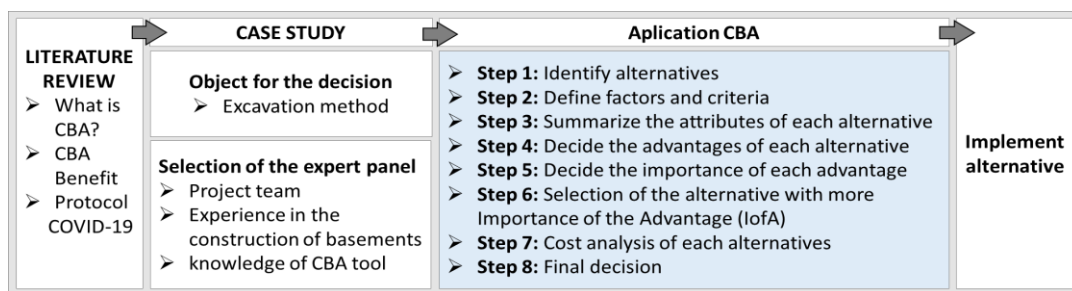 LITERATURE
REVIEW
➢ What is
CBA?
➢ CBA
Benefit
➢ Protocol
COVID-19
CASE STUDY
Object for the decision
➢ Excavation method
Selection of the expert panel
➢ Project team
➢ Experience in the
construction of basements
➢ knowledge of CBA tool
Aplication CBA
➢ Step 1: Identify alternatives
➢ Step 2: Define factors and criteria
➢ Step 3: Summarize the attributes of each alternative
➢ Step 4: Decide the advantages of each alternative
➢ Step 5: Decide the importance of each advantage
➢ Step 6: Selection of the alternative with more
Importance of the Advantage (IofA)
➢ Step 7: Cost analysis of each alternatives
➢ Step 8: Final decision
Implement
alternative